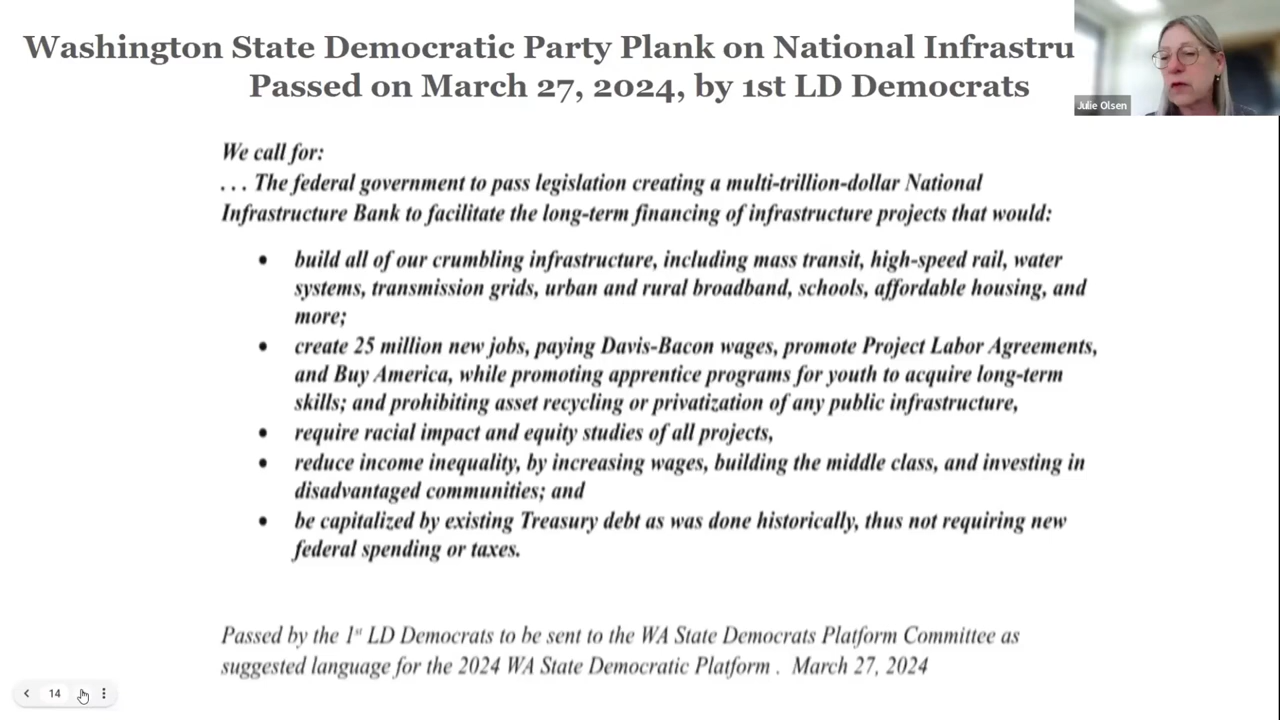 Washington State Democratic Party Plank on National Infrastru
Passed on March 27, 2024, by 1st LD Democrats
Julie Olsen
We call for:
. . . The federal government to pass legislation creating a multi-trillion-dollar National
Infrastructure Bank to facilitate the long-term financing of infrastructure projects that would:
• build all of our crumbling infrastructure, including mass transit, high-speed rail, water
systems, transmission grids, urban and rural broadband, schools, affordable housing, and
more;
• create 25 million new jobs, paying Davis-Bacon wages, promote Project Labor Agreements,
and Buy America, while promoting apprentice programs for youth to acquire long-term
skills; and prohibiting asset recycling or privatization of any public infrastructure,
• require racial impact and equity studies of all projects,
• reduce income inequality, by increasing wages, building the middle class, and investing in
disadvantaged communities; and
• be capitalized by existing Treasury debt as was done historically, thus not requiring new
federal spending or taxes.
Passed by the 1st LD Democrats to be sent to the WA State Democrats Platform Committee as
suggested language for the 2024 WA State Democratic Platform . March 27, 2024
14